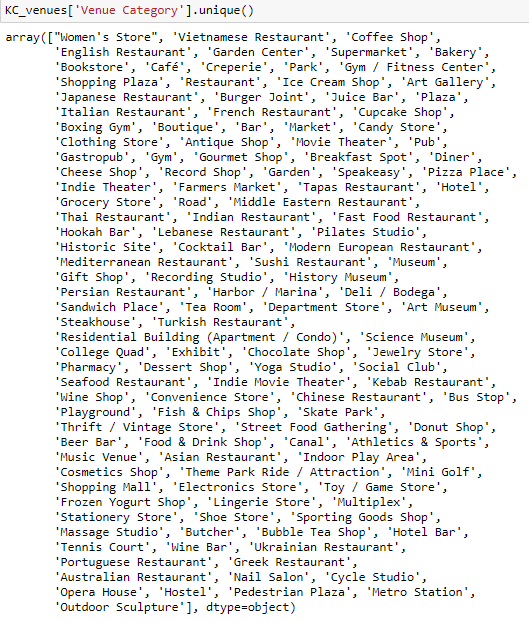 KC_venues['Venue Category'].unique()
array(["Women's Store", 'Vietnamese Restaurant', 'Coffee Shop',
'English Restaurant', 'Garden Center', 'Supermarket', 'Bakery',
'Bookstore', 'Café', 'Creperie', 'Park', 'Gym / Fitness Center',
'Shopping Plaza', 'Restaurant', 'Ice Cream Shop', 'Art Gallery',
'Japanese Restaurant', 'Burger Joint', 'Juice Bar', 'Plaza',
'Italian Restaurant', 'French Restaurant', 'Cupcake Shop',
'Boxing Gym', 'Boutique', 'Bar', 'Market', 'Candy Store',
'Clothing Store', 'Antique Shop', 'Movie Theater', 'Pub',
'Gastropub', 'Gym', 'Gourmet Shop', 'Breakfast Spot', 'Diner',
'Cheese Shop', 'Record Shop', 'Garden', 'Speakeasy', 'Pizza Place',
'Indie Theater', 'Farmers Market', 'Tapas Restaurant', 'Hotel',
'Grocery Store', 'Road', 'Middle Eastern Restaurant',
'Thai Restaurant', 'Indian Restaurant', 'Fast Food Restaurant',
'Hookah Bar', 'Lebanese Restaurant', 'Pilates Studio',
'Historic Site', 'Cocktail Bar', 'Modern European Restaurant',
'Mediterranean Restaurant', 'Sushi Restaurant', 'Museum',
'Gift Shop', 'Recording Studio', 'History Museum',
'Persian Restaurant', 'Harbor / Marina', 'Deli / Bodega',
'Sandwich Place', 'Tea Room', 'Department Store', 'Art Museum',
'Steakhouse', 'Turkish Restaurant',
'Residential Building (Apartment / Condo)', 'Science Museum',
'College Quad', 'Exhibit', 'Chocolate Shop', 'Jewelry Store',
'Pharmacy', 'Dessert Shop', 'Yoga Studio', 'Social Club',
'Seafood Restaurant', 'Indie Movie Theater', 'Kebab Restaurant',
'Wine Shop', 'Convenience Store', 'Chinese Restaurant', 'Bus Stop',
'Playground', 'Fish & Chips Shop', 'Skate Park',
'Thrift / Vintage Store', 'Street Food Gathering', 'Donut Shop',
'Beer Bar', 'Food & Drink Shop', 'Canal', 'Athletics & Sports',
'Music Venue', 'Asian Restaurant', 'Indoor Play Area',
'Cosmetics Shop', 'Theme Park Ride / Attraction', 'Mini Golf',
'Shopping Mall', 'Electronics Store', 'Toy / Game Store',
'Frozen Yogurt Shop', 'Lingerie Store', 'Multiplex',
'Stationery Store', 'Shoe Store', 'Sporting Goods Shop',
'Massage Studio', 'Butcher', 'Bubble Tea Shop', 'Hotel Bar',
'Tennis Court', 'Wine Bar', 'Ukrainian Restaurant',
'Portuguese Restaurant', 'Greek Restaurant',
'Australian Restaurant', 'Nail Salon', 'Cycle Studio',
'Opera House', 'Hostel', 'Pedestrian Plaza', 'Metro Station',
'Outdoor Sculpture'], dtype=object)